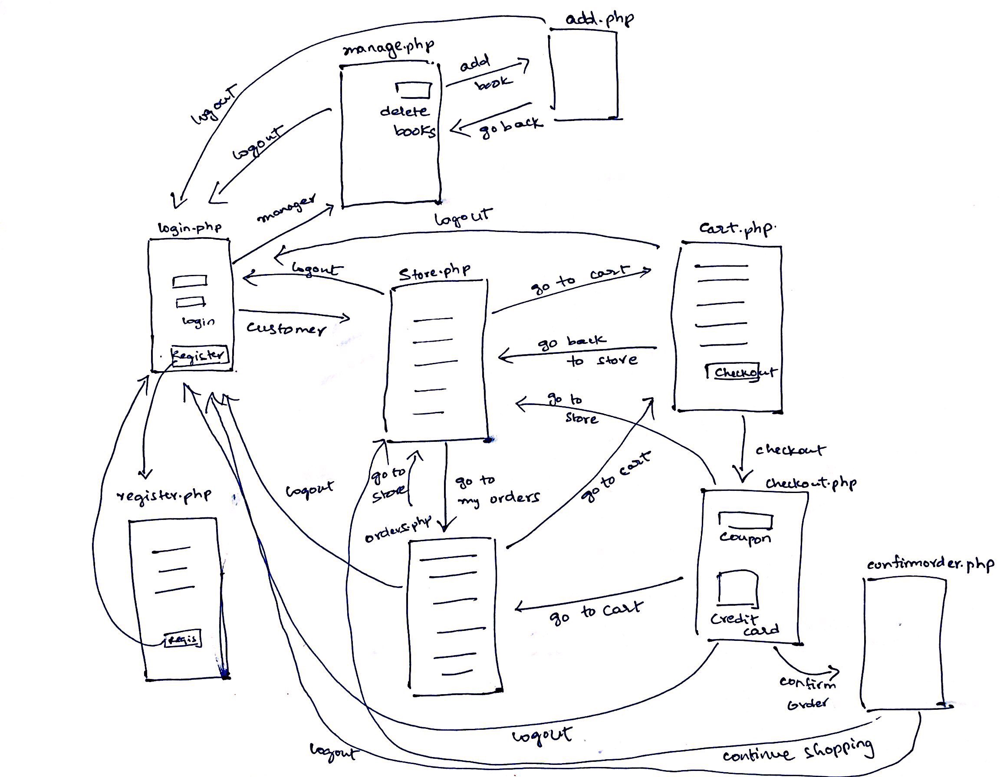 add.php
manage.php
add
book
delete
books
go back
logout
logout
manager
logout
login.php
cart.php.
logout
Store.php
go to cart
login
customer
Register
go back
to store
checkout
go to
store
checkout
go to
store
go to
my orders
go to cart
logout
checkout.php
register.php
orders.php
coupon
confirmorder.php
go to cart
credit
card
regis
confirm
order
logout
logout
continue shopping